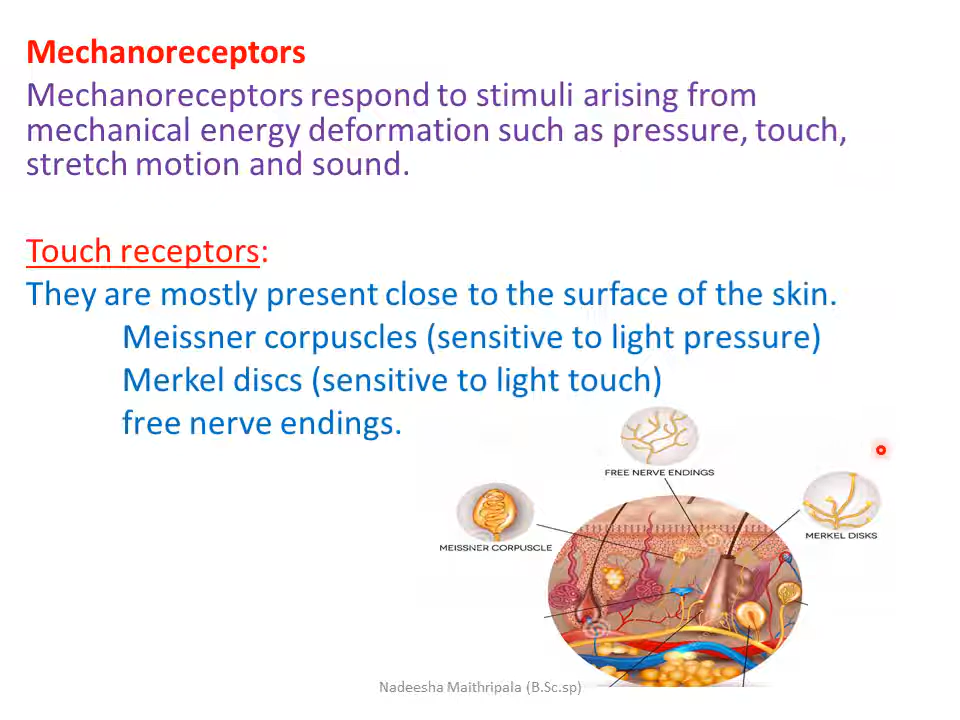 Mechanoreceptors
Mechanoreceptors respond to stimuli arising from
mechanical energy deformation such as pressure, touch,
stretch motion and sound.
Touch receptors:
They are mostly present close to the surface of the skin.
Meissner corpuscles (sensitive to light pressure)
Merkel discs (sensitive to light touch)
free nerve endings.
FREE NERVE ENDINGS
MERKEL DISKS
MEISSNER CORPUSCLE
Nadeesha Maithripala (B.Sc.sp)